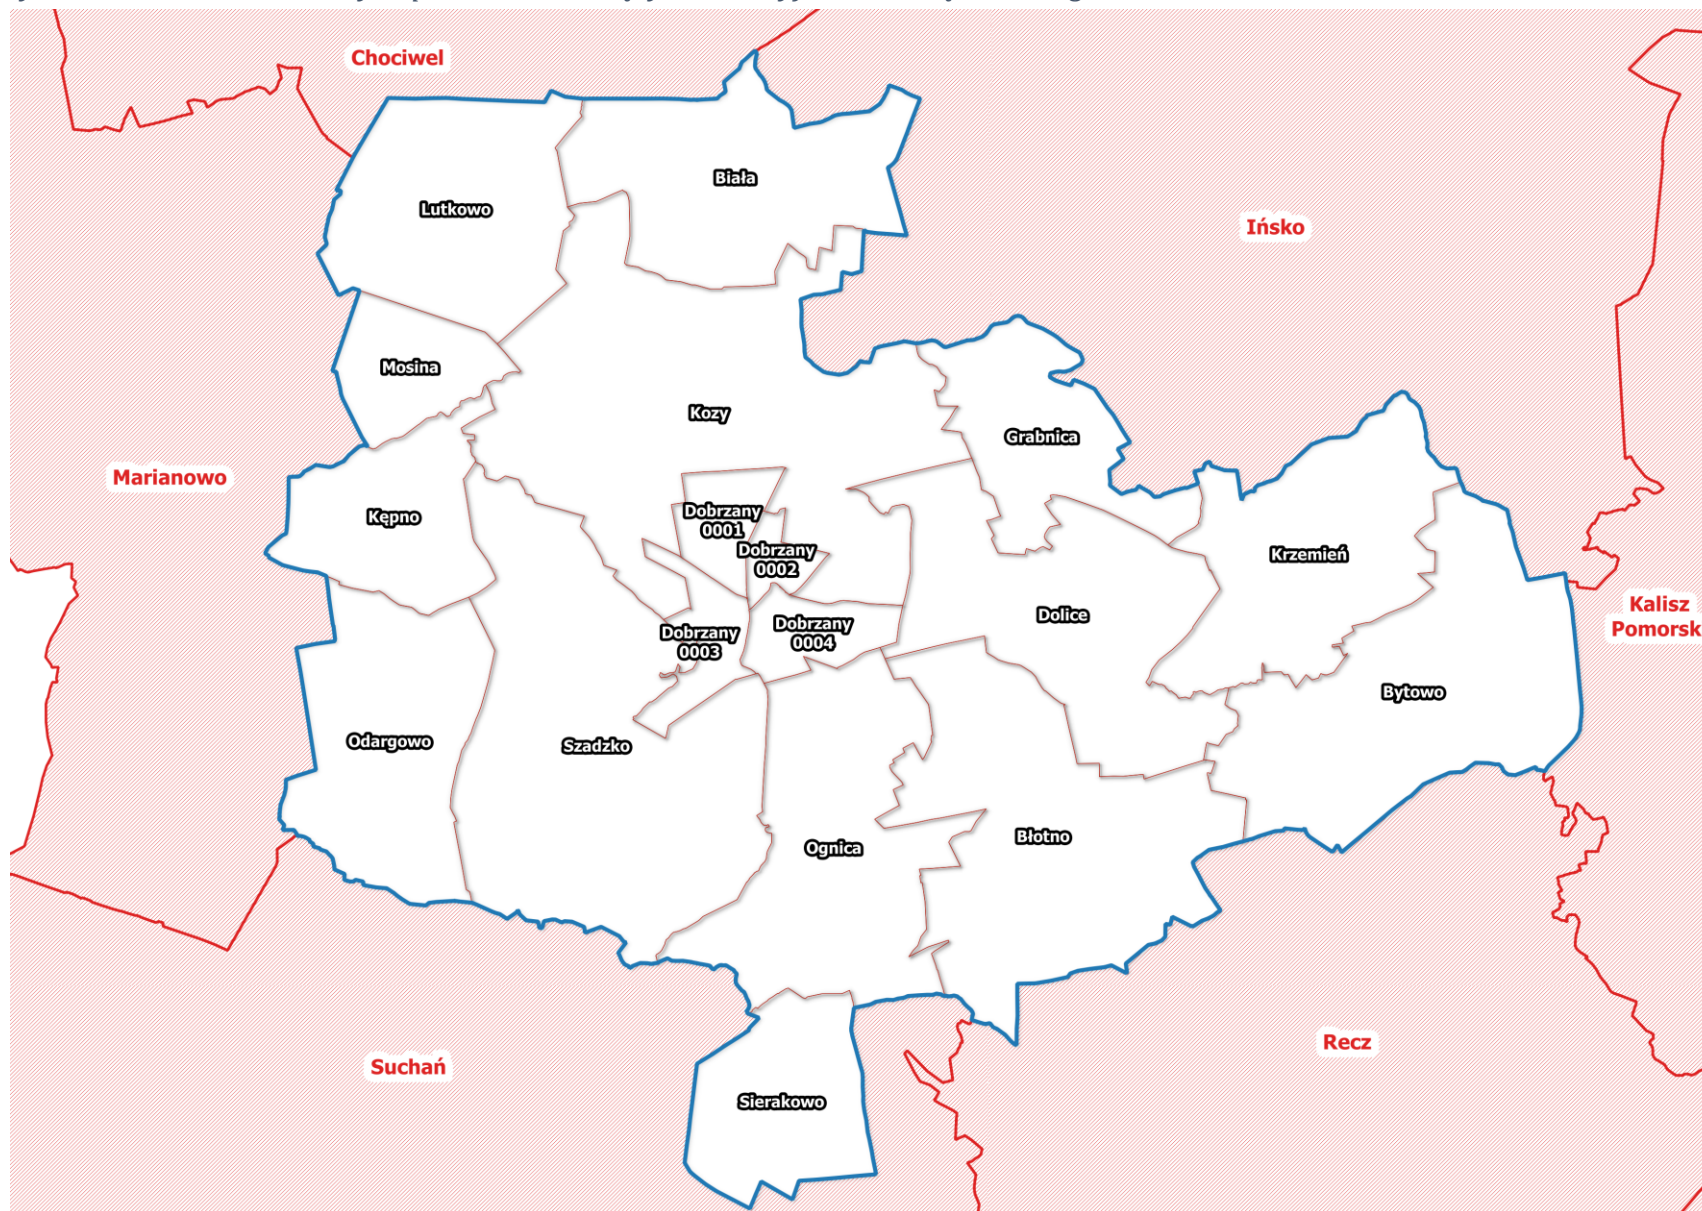 Chociwel
Biała
Lutkowo
Ińsko
Mosina
Kozy
Grabnica
Marianowo
Kępno
Dobrzany
0001
Dobrzany
0002
Krzemień
Kalisz
Pomorsk
Dolice
Dobrzany
0003
Dobrzany
0004
Bytowo
Odargowo
Szadzko
Ognica
Błotno
Suchań
Recz
Sierakowo